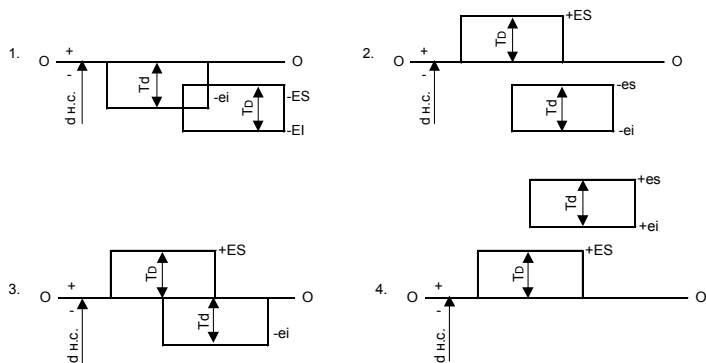 1.
O
+
-
O
d н.с.
Td
-ei
TD
-ES
-EI
2.
O
+
-
O
d н.с.
TD
+ES
Td
-es
-ei
3.
O
+
-
O
d н.с.
TD
+ES
Td
-ei
4.
O
+
-
O
d н.с.
TD
+ES
Td
+es
+ei